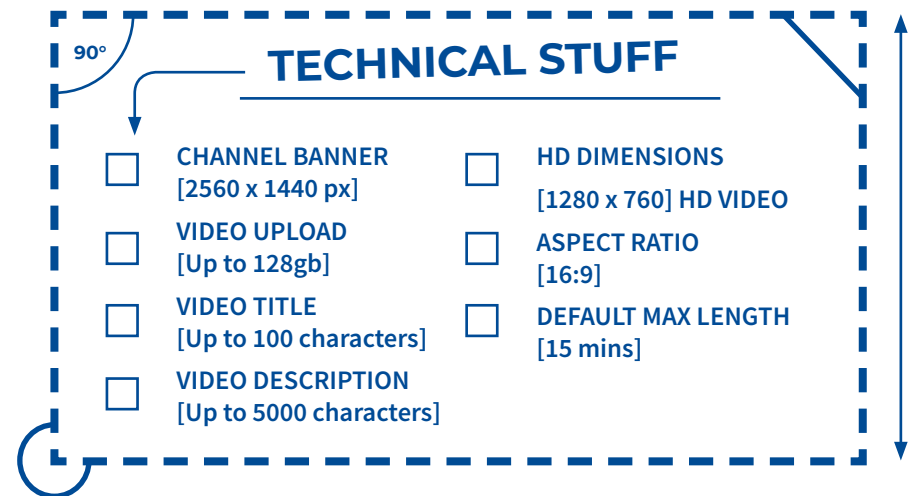 90°
TECHNICAL STUFF
CHANNEL BANNER
[2560 x 1440 px]
VIDEO UPLOAD
[Up to 128gb]
VIDEO TITLE
[Up to 100 characters]
VIDEO DESCRIPTION
[Up to 5000 characters]
HD DIMENSIONS
[1280 x 760] HD VIDEO
ASPECT RATIO
[16:9]
DEFAULT MAX LENGTH
[15 mins]